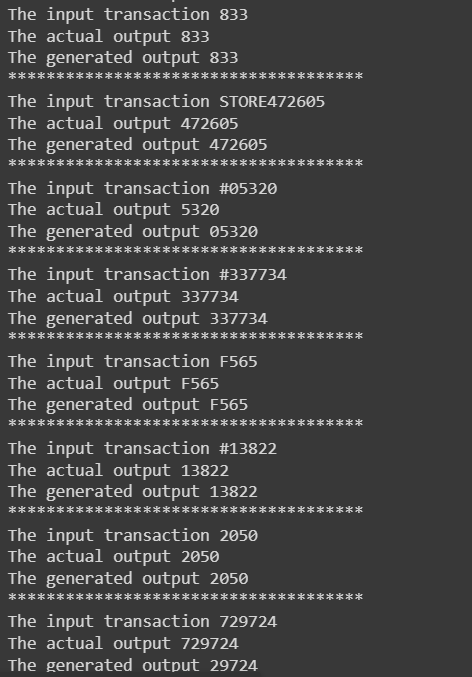 The input transaction 833
The actual output 833
The generated output 833
*************************************
The input transaction STORE472605
The actual output 472605
The generated output 472605
*************************************
The input transaction #05320
The actual output 5320
The generated output 05320
*************************************
The input transaction #337734
The actual output 337734
The generated output 337734
*************************************
The input transaction F565
The actual output F565
The generated output F565
*************************************
The input transaction #13822
The actual output 13822
The generated output 13822
*************************************
The input transaction 2050
The actual output 2050
The generated output 2050
*************************************
The input transaction 729724
The actual output 729724
The generated output 29724